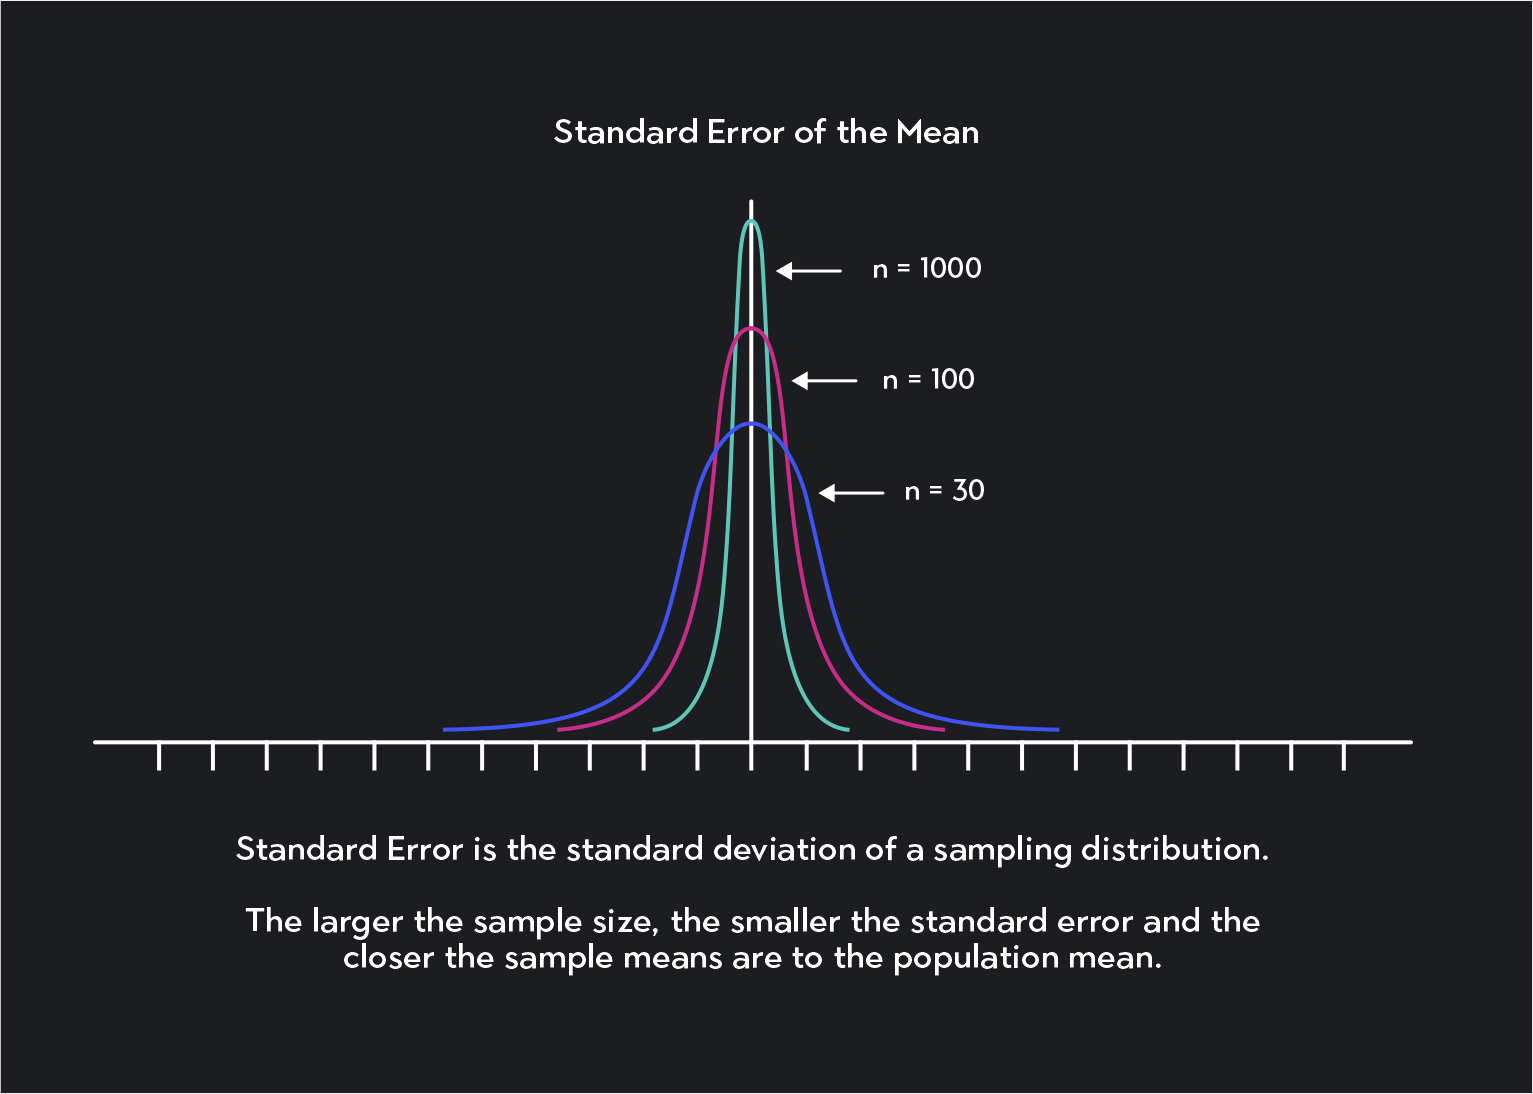 Standard Error of the Mean
n = 1000
n = 100
n = 30
Standard Error is the standard deviation of a sampling distribution.
The larger the sample size, the smaller the standard error and the
closer the sample means are to the population mean.